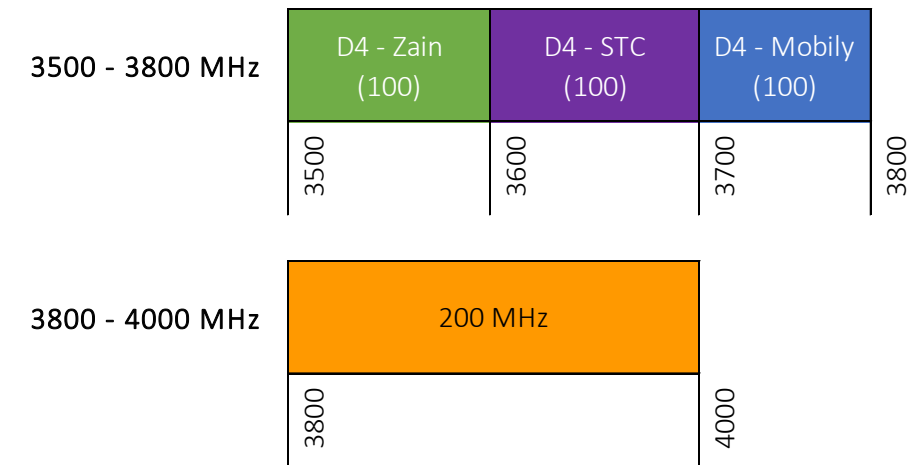 3500 - 3800 MHz
D4 - Zain
(100)
D4 - STC
(100)
D4 - Mobily
(100)
3500
3600
3700
3800
3800 - 4000 MHz
200 MHz
3800
4000